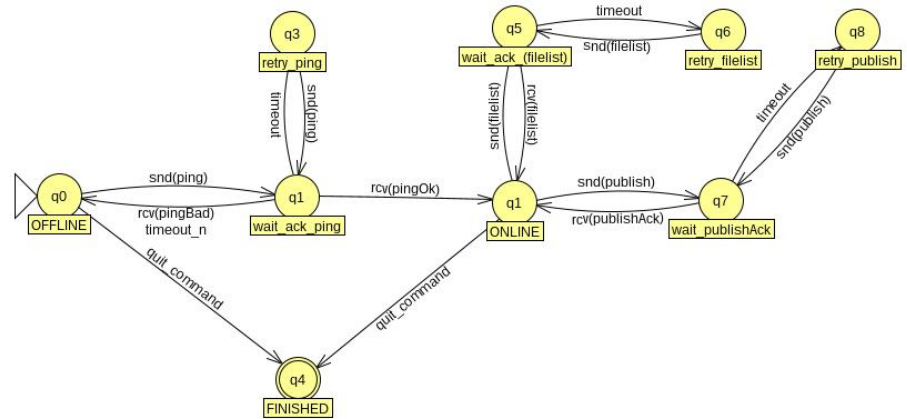 timeout
q5
q6
q8
q3
snd(filelist)
wait_ack_(filelist)
retry_filelist
retry_publish
retry_ping
timeout
snd(ping)
snd(filelist)
rcv(filelist)
timeout
snd(publish)
snd(ping)
rcv(pingOk)
snd(publish)
q0
q1
q1
q7
rcv(pingBad)
rcv(publishAck)
OFFLINE
timeout_n
wait_ack_ping
ONLINE
wait_publishAck
quit_command
quit_command
q4
FINISHED